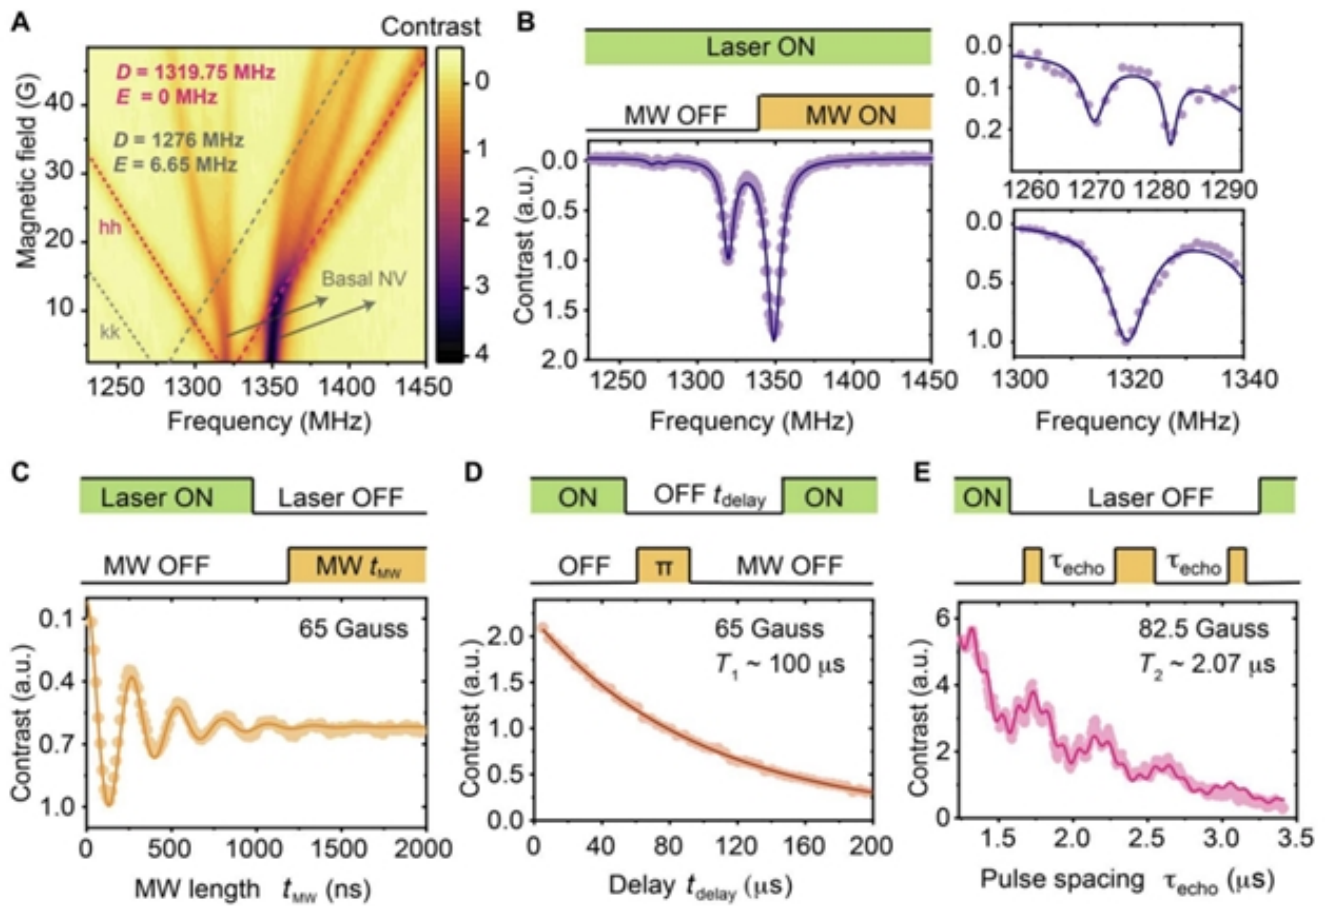 A
Contrast
D = 1319.75 MHz
E = 0 MHz
D = 1276 MHz
E = 6.65 MHz
hh
kk
Basal NV
Magnetic field (G)
40
30
20
10
1250 1300 1350 1400 1450
Frequency (MHz)
0
1
2
3
4
B
Laser ON
MW OFF MW ON
Contrast (a.u.)
0.0
0.5
1.0
1.5
2.0
1250 1300 1350 1400 1450
Frequency (MHz)
0.0
0.1
0.2
1260 1270 1280 1290
0.0
0.5
1.0
1300 1320 1340
Frequency (MHz)
C
Laser ON Laser OFF
MW OFF MW tMW
65 Gauss
Contrast (a.u.)
0.1
0.4
0.7
1.0
0 500 1000 1500 2000
MW length tMW (ns)
D
ON OFF tdelay ON
OFF π MW OFF
65 Gauss
T1 ~ 100 μs
Contrast (a.u.)
2.0
1.5
1.0
0.5
0.0
0 40 80 120 160 200
Delay tdelay (μs)
E
ON Laser OFF
τecho τecho
82.5 Gauss
T2 ~ 2.07 μs
Contrast (a.u.)
6
4
2
0
1.5 2.0 2.5 3.0 3.5
Pulse spacing τecho (μs)